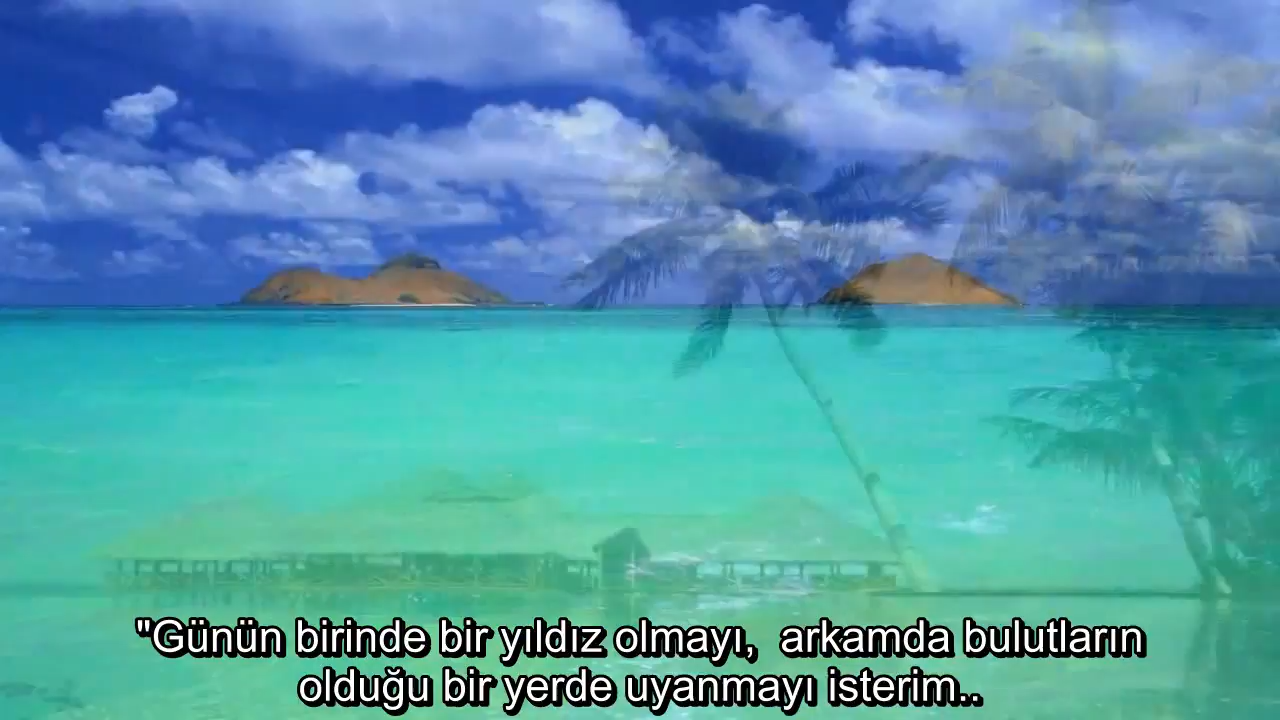 "Günün birinde bir yıldız olmayı,  arkamda bulutların
olduğu bir yerde uyanmayı isterim..